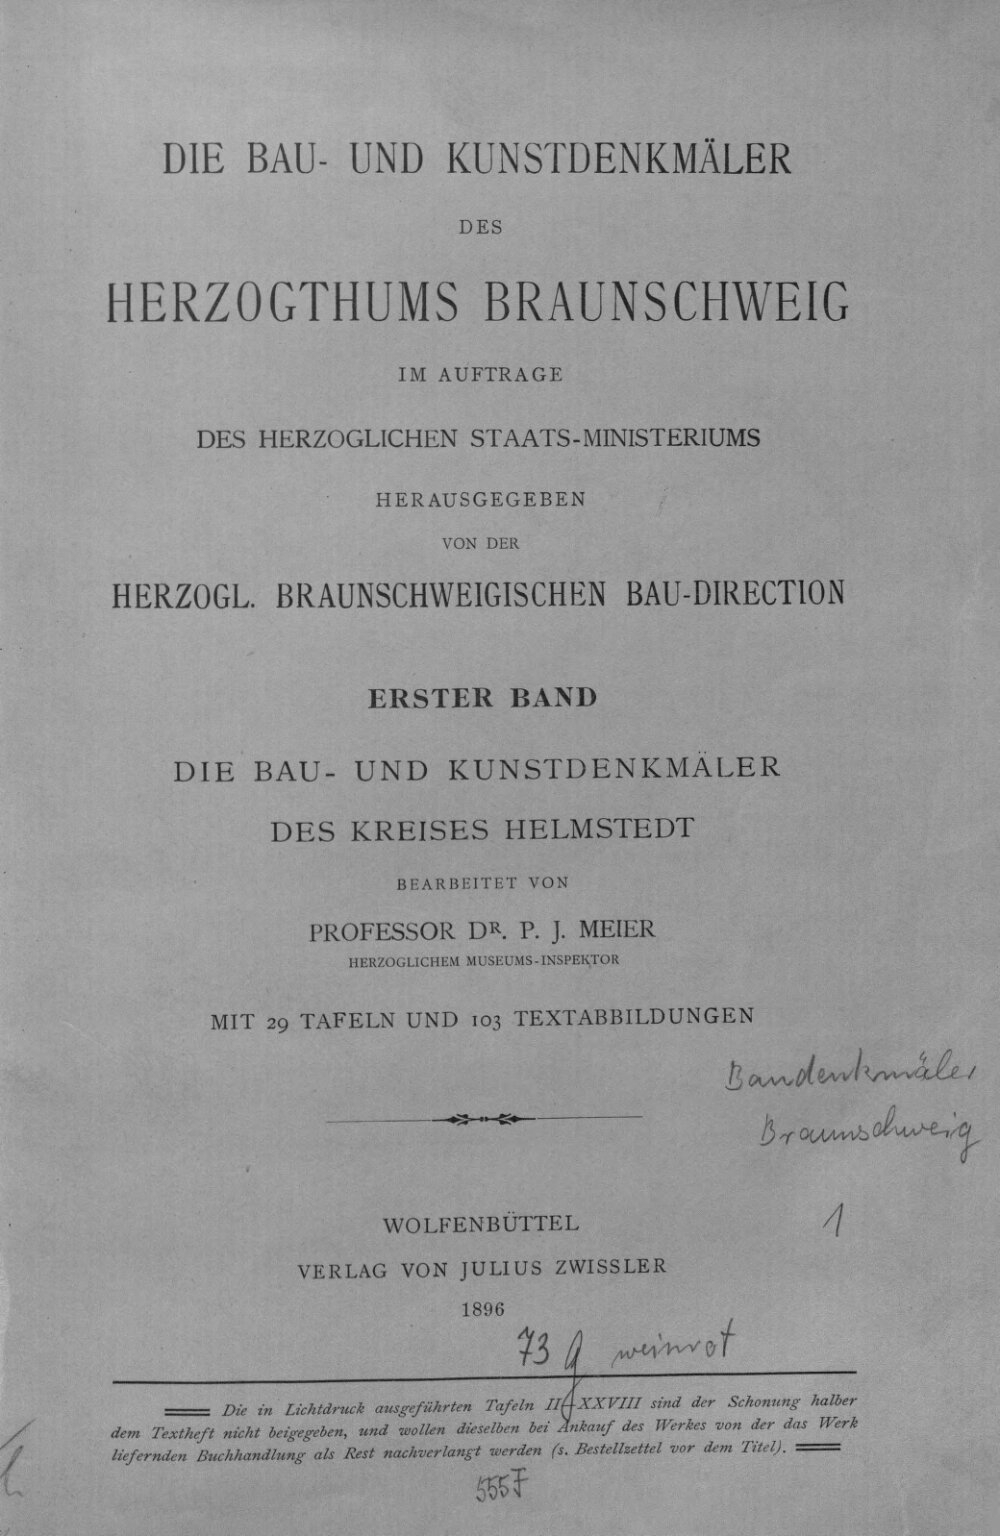 DIE BAU- UND KUNSTDENKMÄLER
DES
HERZOGTHUMS BRAUNSCHWEIG
IM AUFTRAGE
DES HERZOGLICHEN STAATS-MINISTERIUMS
HERAUSGEGEBEN
VON DER
HERZOGL. BRAUNSCHWEIGISCHEN BAU-DIRECTION
ERSTER BAND
DIE BAU- UND KUNSTDENKMÄLER
DES KREISES HELMSTEDT
BEARBEITET VON
PROFESSOR DR. P. J. MEIER
HERZOGLICHEM MUSEUMS-INSPEKTOR
MIT 29 TAFELN UND 103 TEXTABBILDUNGEN
Baudenkmäler
Braunschweig
1
WOLFENBÜTTEL
VERLAG VON JULIUS ZWISSLER
1896
73 g weinrot
Die in Lichtdruck ausgeführten Tafeln II-XXVIII sind der Schonung halber
dem Textheft nicht beigegeben, und wollen dieselben bei Ankauf des Werkes von der das Werk
liefernden Buchhandlung als Rest nachverlangt werden (s. Bestellzettel vor dem Titel).